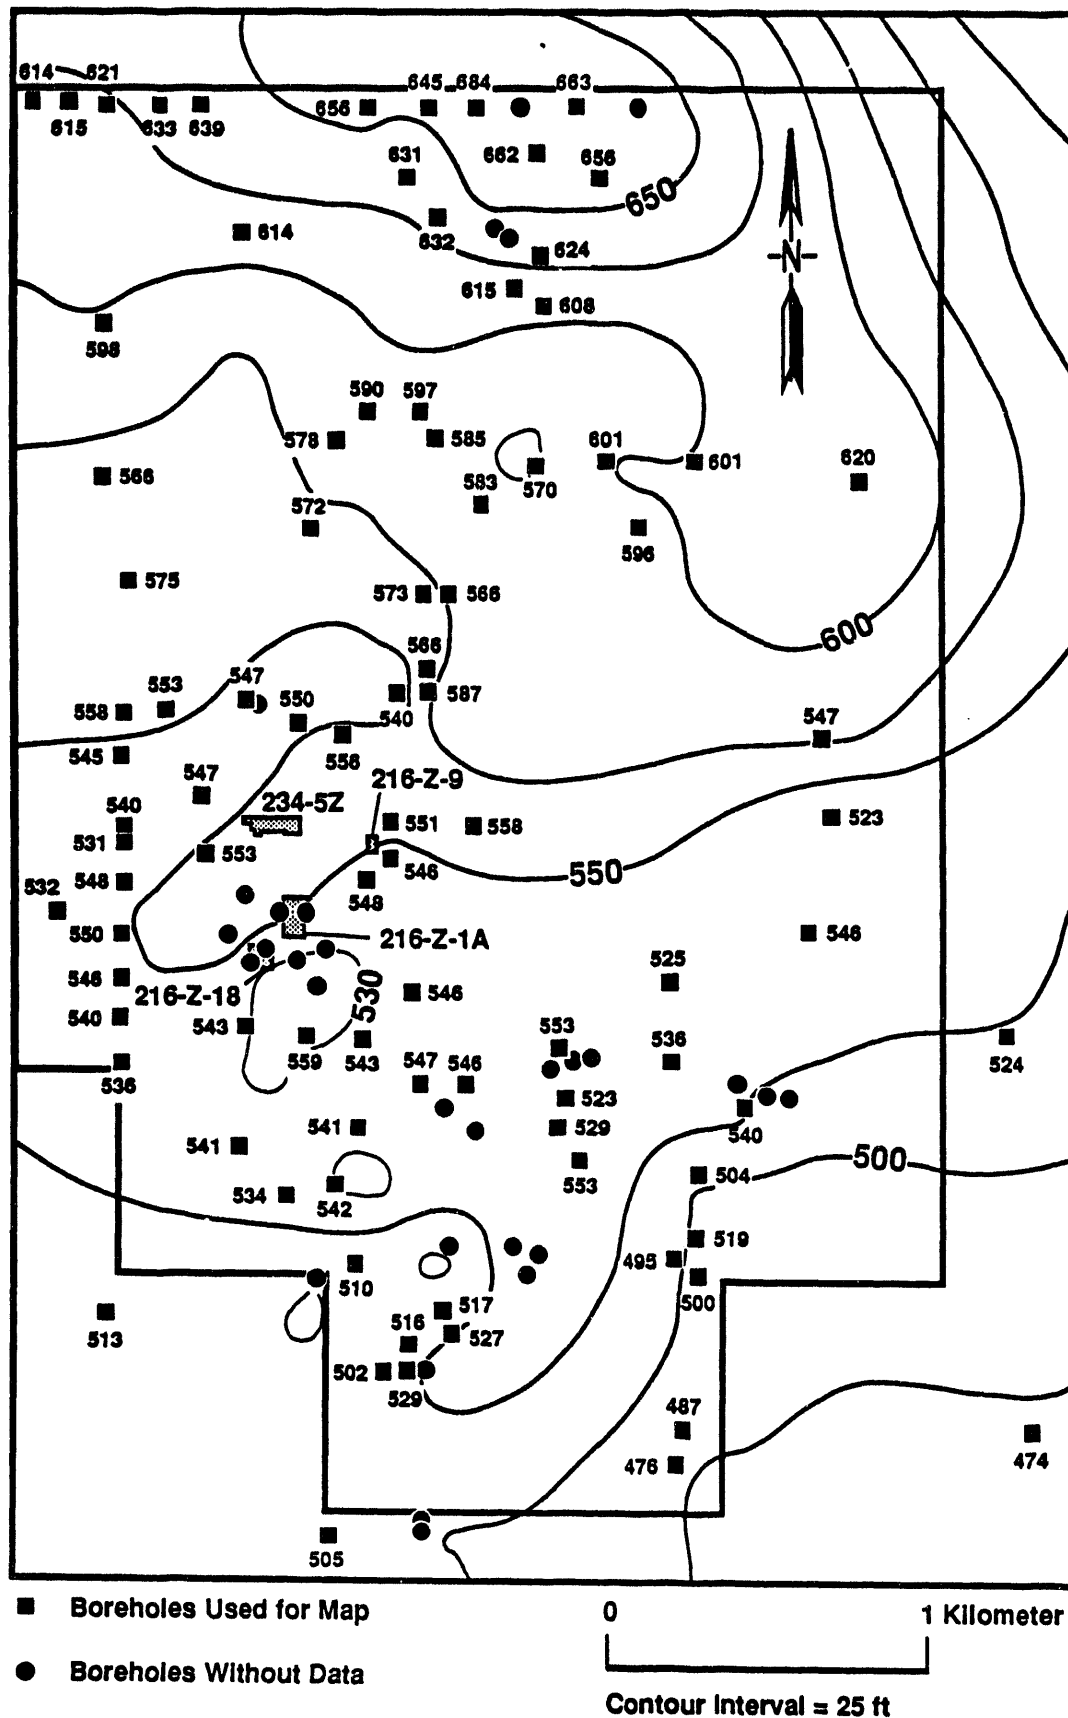 614 621
645 684 663
656
615 633 639
631 662 656
650
614 632 624
N
615 608
598
590 597
578 585 601 601 620
566 583 570
572 596
575 573 566
600
566
547
553 550 587
558 540
547
545 556
547 216-Z-9
234-5Z
540 551 558 523
531 553 546
550
548 548
532
550 216-Z-1A 546
525
546 530 546
216-Z-18
540 543 553
559 543 536 524
536 547 546
523
541 529 540
541
553 504 500
534 542
519
495
510 500
513 517
516 527
502
529
487
476 474
505
Boreholes Used for Map 0 1 Kilometer
Boreholes Without Data
Contour Interval = 25 ft